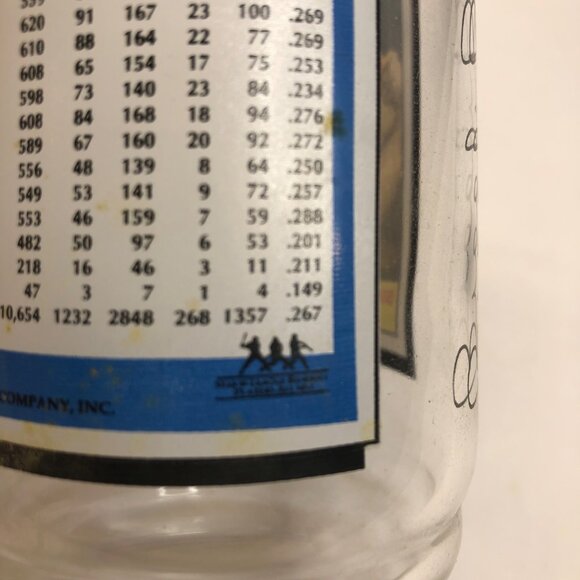 620 91 167 23 100 .269
610 88 164 22 77 .269
608 65 154 17 75 .253
598 73 140 23 84 .234
608 84 168 18 94 .276
589 67 160 20 92 .272
556 48 139 8 64 .250
549 53 141 9 72 .257
553 46 159 7 59 .288
482 50 97 6 53 .201
218 16 46 3 11 .211
47 3 7 1 4 .149
10,654 1232 2848 268 1357 .267
COMPANY, INC.